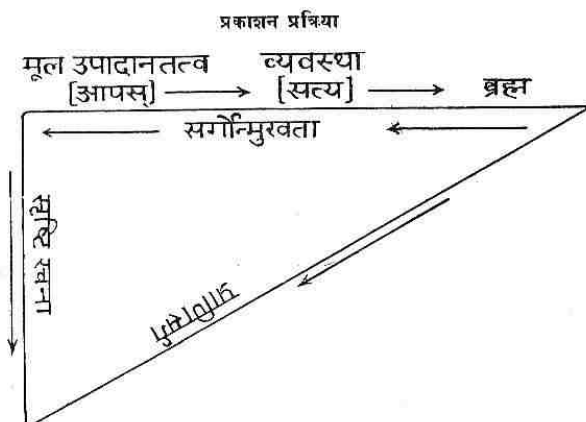 प्रकाशन प्रक्रिया
मूल उपादानतत्व व्यवस्था
[आपस्] [सत्य] ब्रह्म
सर्गोन्मुखता
सृष्टि रचना